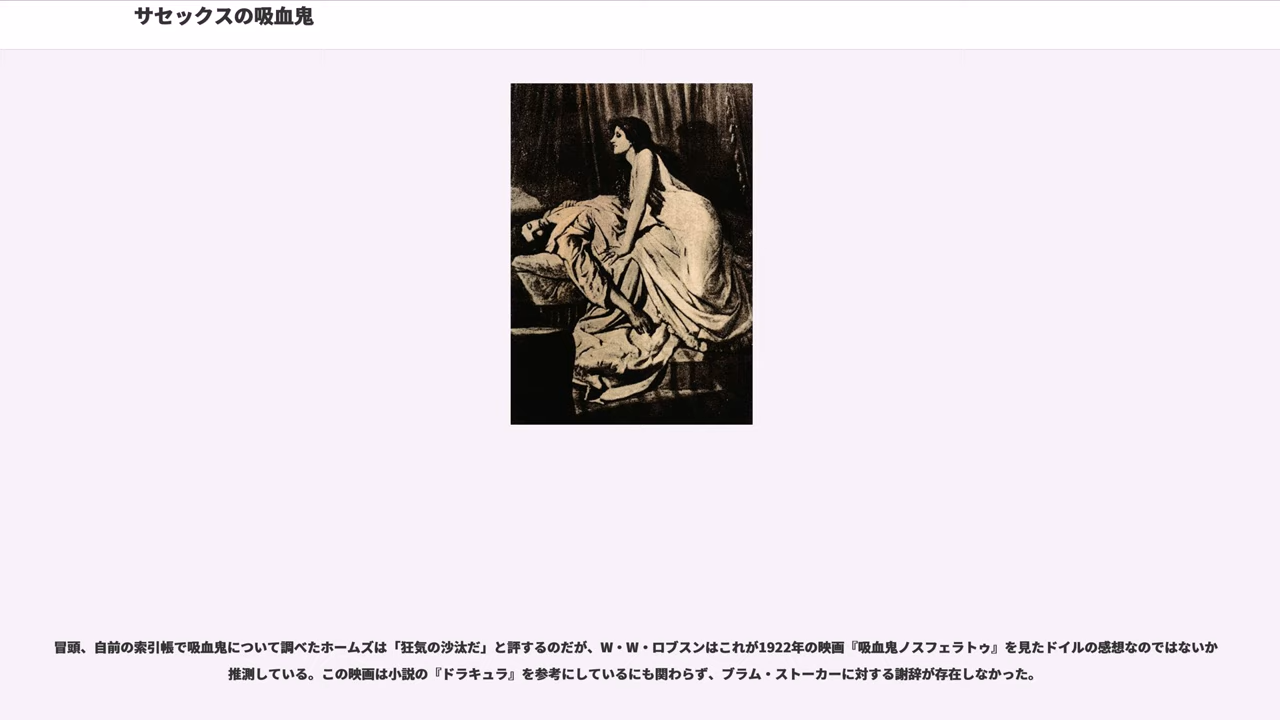 サセックスの吸血鬼
冒頭、自前の索引帳で吸血鬼について調べたホームズは「狂気の沙汰だ」と評するのだが、W・W・ロブスンはこれが1922年の映画『吸血鬼ノスフェラトゥ』を見たドイルの感想なのではないか
推測している。この映画は小説の『ドラキュラ』を参考にしているにも関わらず、ブラム・ストーカーに対する謝辞が存在しなかった。